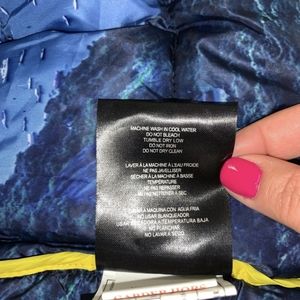 MACHINE WASH IN COOL WATER
DO NOT BLEACH
TUMBLE DRY LOW
DO NOT IRON
DO NOT DRY CLEAN
LAVER À LA MACHINE À L'EAU FROIDE
NE PAS JAVELLISER
SÉCHER À LA MACHINE À BASSE
TEMPÉRATURE
NE PAS REPASSER
NE PAS NETTOYER
LAVAR A MAQUINA CON AGUA FRIA
NO USAR BLANQUEADOR
USAR SECADORA A TEMPERATURA BAJA
NO PLANCHAR
NO LAVAR A SECO